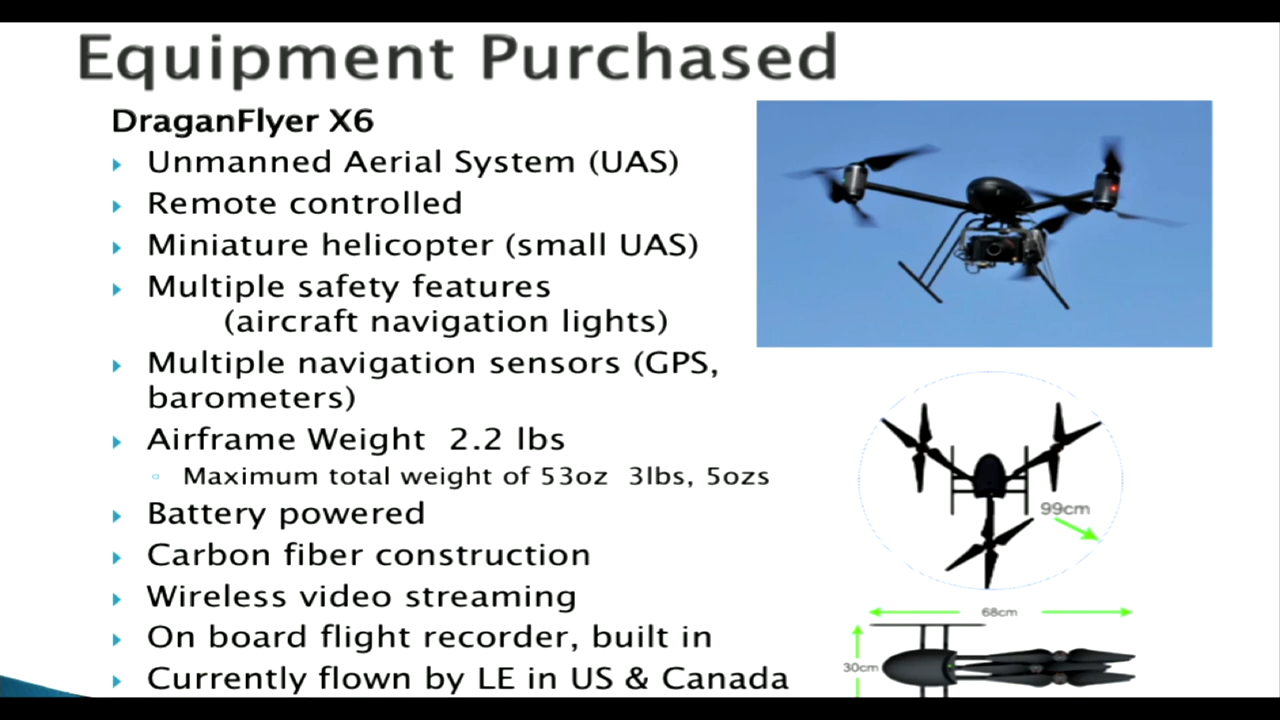 Equipment Purchased
DraganFlyer X6
Unmanned Aerial System (UAS)
Remote controlled
Miniature helicopter (small UAS)
Multiple safety features
(aircraft navigation lights)
Multiple navigation sensors (GPS,
barometers)
Airframe Weight 2.2 lbs
Maximum total weight of 53oz 3lbs, 5ozs
Battery powered
Carbon fiber construction
Wireless video streaming
On board flight recorder, built in
Currently flown by LE in US & Canada
99cm
68cm
30cm